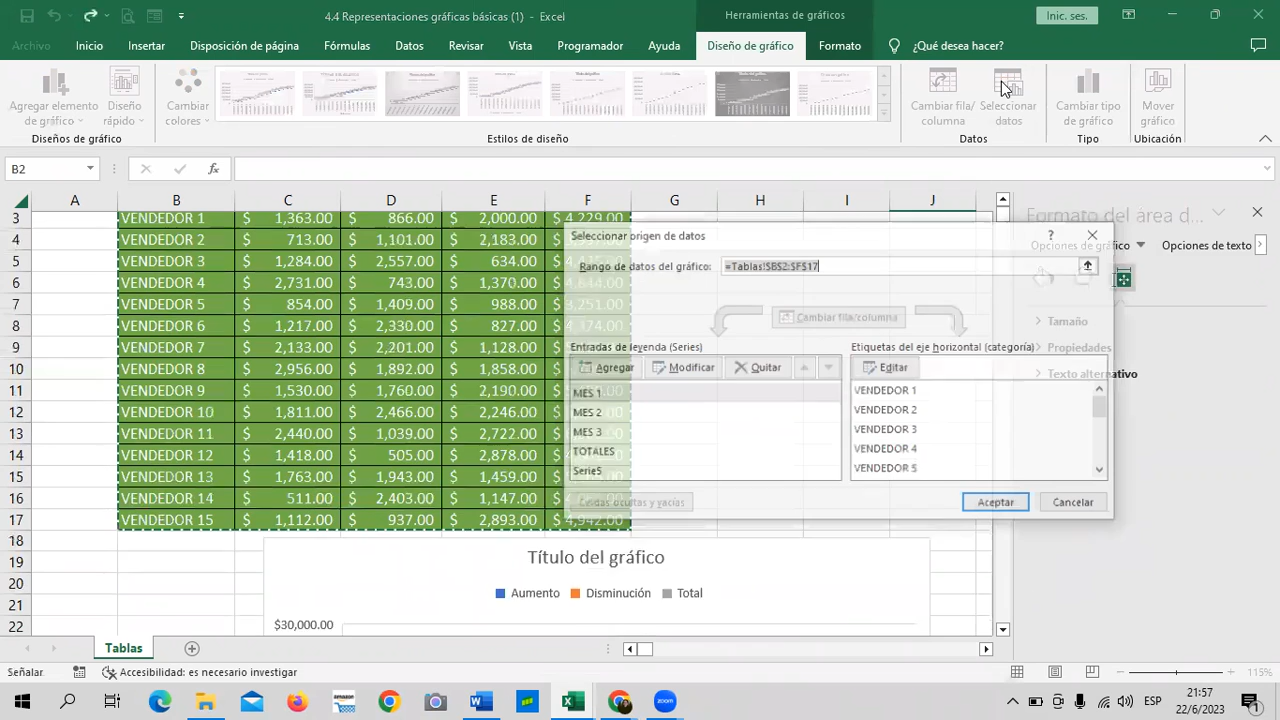 4.4 Representaciones gráficas básicas (1) - Excel
Herramientas de gráficos
Inic. ses.
Archivo Inicio Insertar Disposición de página Fórmulas Datos Revisar Vista Programador Ayuda Diseño de gráfico Formato ¿Qué desea hacer?
Agregar elemento de gráfico
Diseño rápido
Cambiar colores
Cambiar fila/columna
Seleccionar datos
Cambiar tipo de gráfico
Mover gráfico
Diseños de gráfico Estilos de diseño Datos Tipo Ubicación
B2 fx
A B C D E F G H I J
3 VENDEDOR 1 $ 1,363.00 $ 866.00 $ 2,000.00 $ 4,229.00
4 VENDEDOR 2 $ 713.00 $ 1,101.00 $ 2,183.00
5 VENDEDOR 3 $ 1,284.00 $ 2,557.00 $ 634.00
6 VENDEDOR 4 $ 2,731.00 $ 743.00 $ 1,370.00
7 VENDEDOR 5 $ 854.00 $ 1,409.00 $ 988.00
8 VENDEDOR 6 $ 1,217.00 $ 2,330.00 $ 827.00
9 VENDEDOR 7 $ 2,133.00 $ 2,201.00 $ 1,128.00
10 VENDEDOR 8 $ 2,956.00 $ 1,892.00 $ 1,858.00
11 VENDEDOR 9 $ 1,530.00 $ 1,760.00 $ 2,190.00
12 VENDEDOR 10 $ 1,811.00 $ 2,466.00 $ 2,246.00
13 VENDEDOR 11 $ 2,440.00 $ 1,039.00 $ 2,722.00
14 VENDEDOR 12 $ 1,418.00 $ 505.00 $ 2,878.00
15 VENDEDOR 13 $ 1,763.00 $ 1,943.00 $ 1,459.00
16 VENDEDOR 14 $ 511.00 $ 2,403.00 $ 1,147.00
17 VENDEDOR 15 $ 1,112.00 $ 937.00 $ 2,893.00 $ 4,942.00
18
19
20
21
22
Seleccionar origen de datos ?
Rango de datos del gráfico: =Tablas!$B$2:$F$17
Cambiar fila/columna
Entradas de leyenda (Series)
Agregar Modificar Quitar
MES 1
MES 2
MES 3
TOTALES
Serie5
Etiquetas del eje horizontal (categoría)
Editar
VENDEDOR 1
VENDEDOR 2
VENDEDOR 3
VENDEDOR 4
VENDEDOR 5
Celdas ocultas y vacías
Aceptar Cancelar
Formato del área d...
Opciones de gráfico Opciones de texto
Tamaño
Propiedades
Texto alternativo
Título del gráfico
Aumento Disminución Total
$30,000.00
Tablas
Señalar Accesibilidad: es necesario investigar 115%
amazon
zoom
ESP
21:57
22/6/2023
1